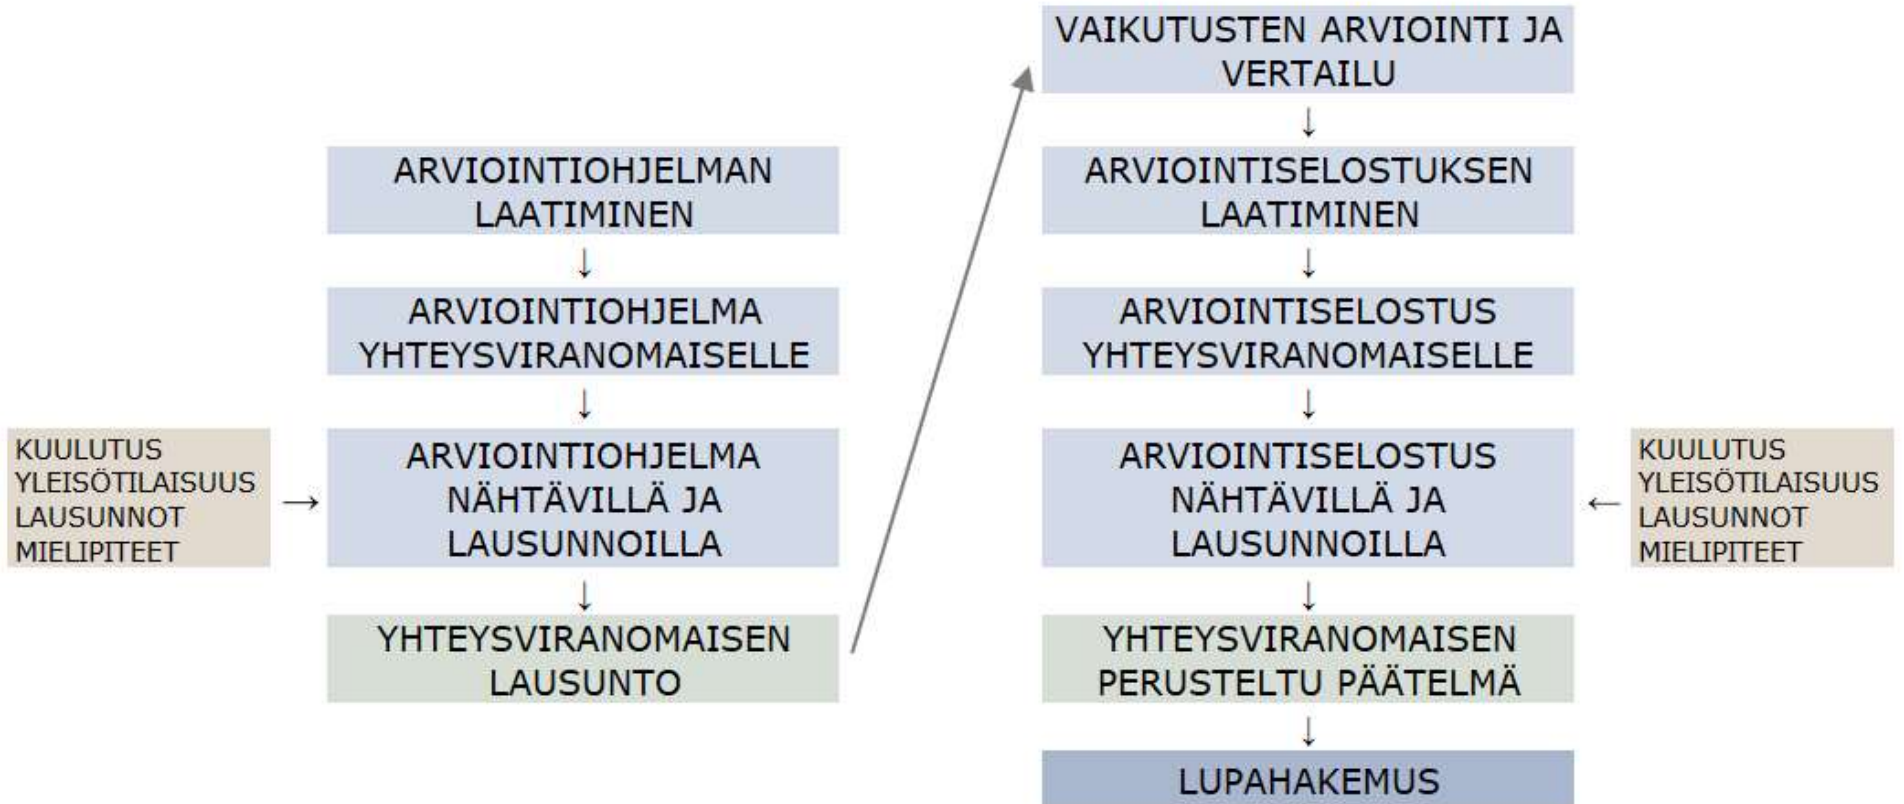 ARVIOINTIOHJELMAN
LAATIMINEN
↓
ARVIOINTIOHJELMA
YHTEYSVIRANOMAISELLE
↓
KUULUTUS
YLEISÖTILAISUUS
LAUSUNNOT
MIELIPITEET
→
ARVIOINTIOHJELMA
NÄHTÄVILLÄ JA
LAUSUNNOILLA
↓
YHTEYSVIRANOMAISEN
LAUSUNTO
VAIKUTUSTEN ARVIOINTI JA
VERTAILU
↓
ARVIOINTISELOSTUKSEN
LAATIMINEN
↓
ARVIOINTISELOSTUS
YHTEYSVIRANOMAISELLE
↓
ARVIOINTISELOSTUS
NÄHTÄVILLÄ JA
LAUSUNNOILLA
←
KUULUTUS
YLEISÖTILAISUUS
LAUSUNNOT
MIELIPITEET
↓
YHTEYSVIRANOMAISEN
PERUSTELTU PÄÄTELMÄ
↓
LUPAHAKEMUS